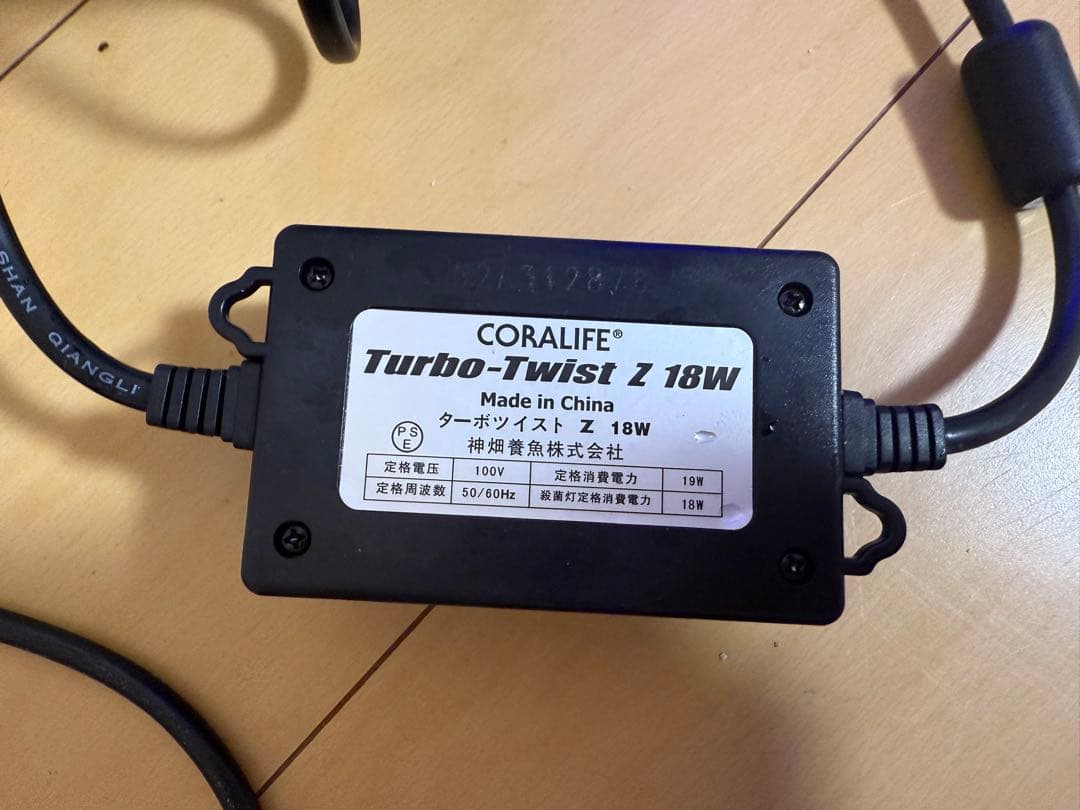 CORALIFE®
Turbo-Twist Z 18W
Made in China
ターボツイスト Z 18W
PSE
神畑養魚株式会社
定格電圧 100V 定格消費電力 19W
定格周波数 50/60Hz 殺菌灯定格消費電力 18W
SHAN QIANGLI